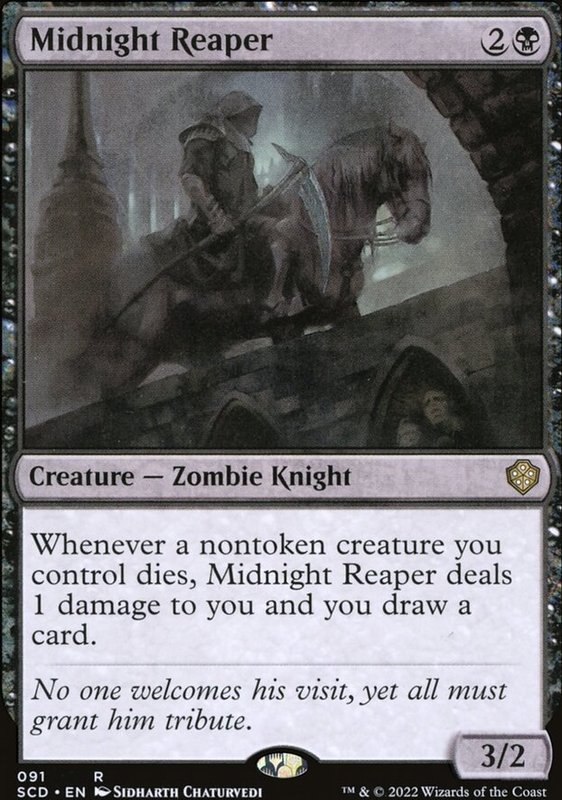 Midnight Reaper 2
Creature — Zombie Knight
Whenever a nontoken creature you
control dies, Midnight Reaper deals
1 damage to you and you draw a
card.
No one welcomes his visit, yet all must
grant him tribute.
3/2
091 R
SCD • EN Sidharth Chaturvedi ™ & © 2022 Wizards of the Coast